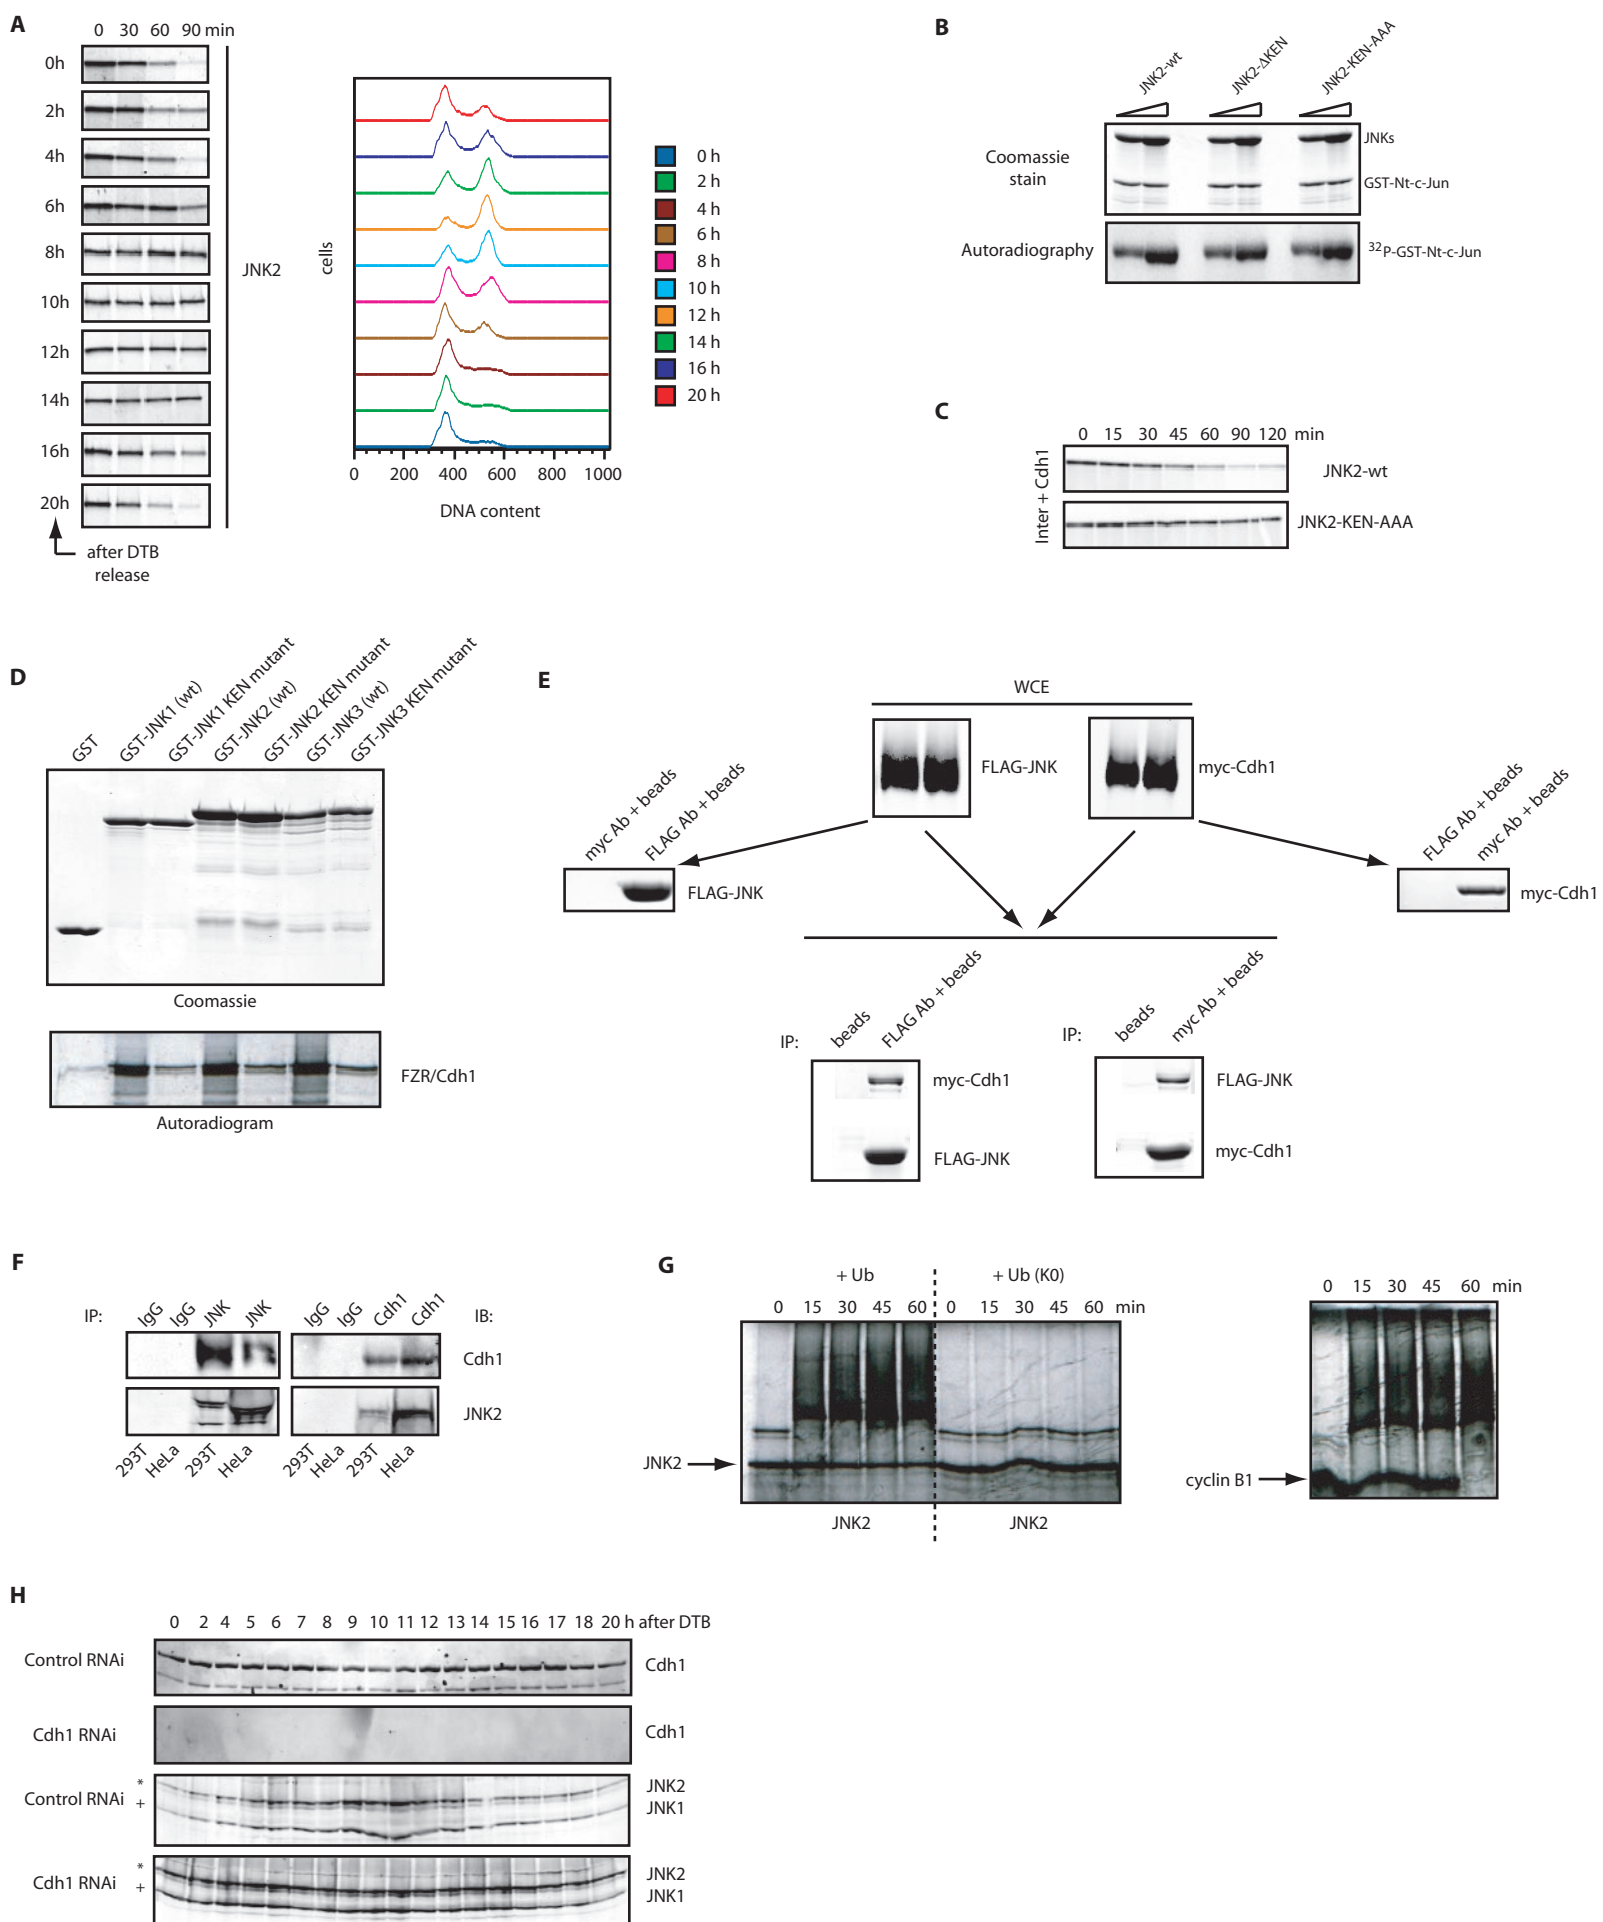 A
0 30 60 90 min
0h
2h
4h
6h
8h
10h
12h
14h
16h
20h
JNK2
after DTB
release
cells
0 200 400 600 800 1000
DNA content
0 h
2 h
4 h
6 h
8 h
10 h
12 h
14 h
16 h
20 h
B
JNK2-wt
JNK2-ΔKEN
JNK2-KEN-AAA
Coomassie
stain
JNKs
GST-Nt-c-Jun
Autoradiography
32P-GST-Nt-c-Jun
C
0 15 30 45 60 90 120 min
Inter + Cdh1
JNK2-wt
JNK2-KEN-AAA
D
GST
GST-JNK1 (wt)
GST-JNK1 KEN mutant
GST-JNK2 (wt)
GST-JNK2 KEN mutant
GST-JNK3 (wt)
GST-JNK3 KEN mutant
Coomassie
FZR/Cdh1
Autoradiogram
E
WCE
FLAG-JNK
myc-Cdh1
myc Ab + beads
FLAG Ab + beads
FLAG-JNK
FLAG Ab + beads
myc Ab + beads
myc-Cdh1
IP:
beads
FLAG Ab + beads
myc-Cdh1
FLAG-JNK
IP:
beads
myc Ab + beads
FLAG-JNK
myc-Cdh1
F
IP:
IgG
IgG
JNK
JNK
IgG
IgG
Cdh1
Cdh1
IB:
Cdh1
JNK2
293T
HeLa
293T
HeLa
293T
HeLa
293T
HeLa
G
+ Ub
+ Ub (K0)
0 15 30 45 60 0 15 30 45 60 min
JNK2
JNK2
JNK2
0 15 30 45 60 min
cyclin B1
H
0 2 4 5 6 7 8 9 10 11 12 13 14 15 16 17 18 20 h after DTB
Control RNAi
Cdh1
Cdh1 RNAi
Cdh1
Control RNAi
*
+
JNK2
JNK1
Cdh1 RNAi
*
+
JNK2
JNK1